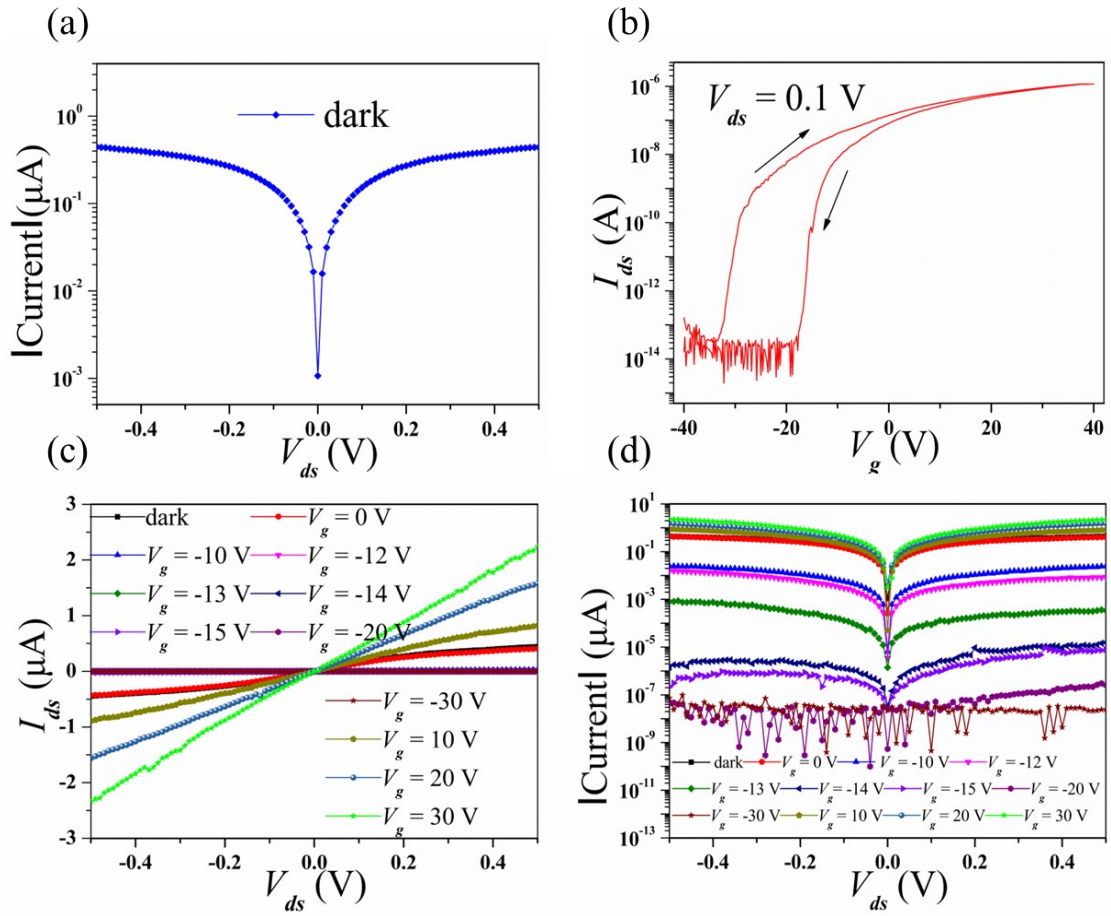 (a)
|Current|(μA)
10⁰
10⁻¹
10⁻²
10⁻³
dark
-0.4 -0.2 0.0 0.2 0.4
V_ds (V)
(b)
I_ds (A)
10⁻⁶
10⁻⁸
10⁻¹⁰
10⁻¹²
10⁻¹⁴
V_ds = 0.1 V
-40 -20 0 20 40
V_g (V)
(c)
I_ds (μA)
3
2
1
0
-1
-2
-3
dark V_g = 0 V
V_g = -10 V V_g = -12 V
V_g = -13 V V_g = -14 V
V_g = -15 V V_g = -20 V
V_g = -30 V
V_g = 10 V
V_g = 20 V
V_g = 30 V
-0.4 -0.2 0.0 0.2 0.4
V_ds (V)
(d)
|Current| (μA)
10¹
10⁻¹
10⁻³
10⁻⁵
10⁻⁷
10⁻⁹
10⁻¹¹
10⁻¹³
dark V_g = 0 V V_g = -10 V V_g = -12 V
V_g = -13 V V_g = -14 V V_g = -15 V V_g = -20 V
V_g = -30 V V_g = 10 V V_g = 20 V V_g = 30 V
-0.4 -0.2 0.0 0.2 0.4
V_ds (V)